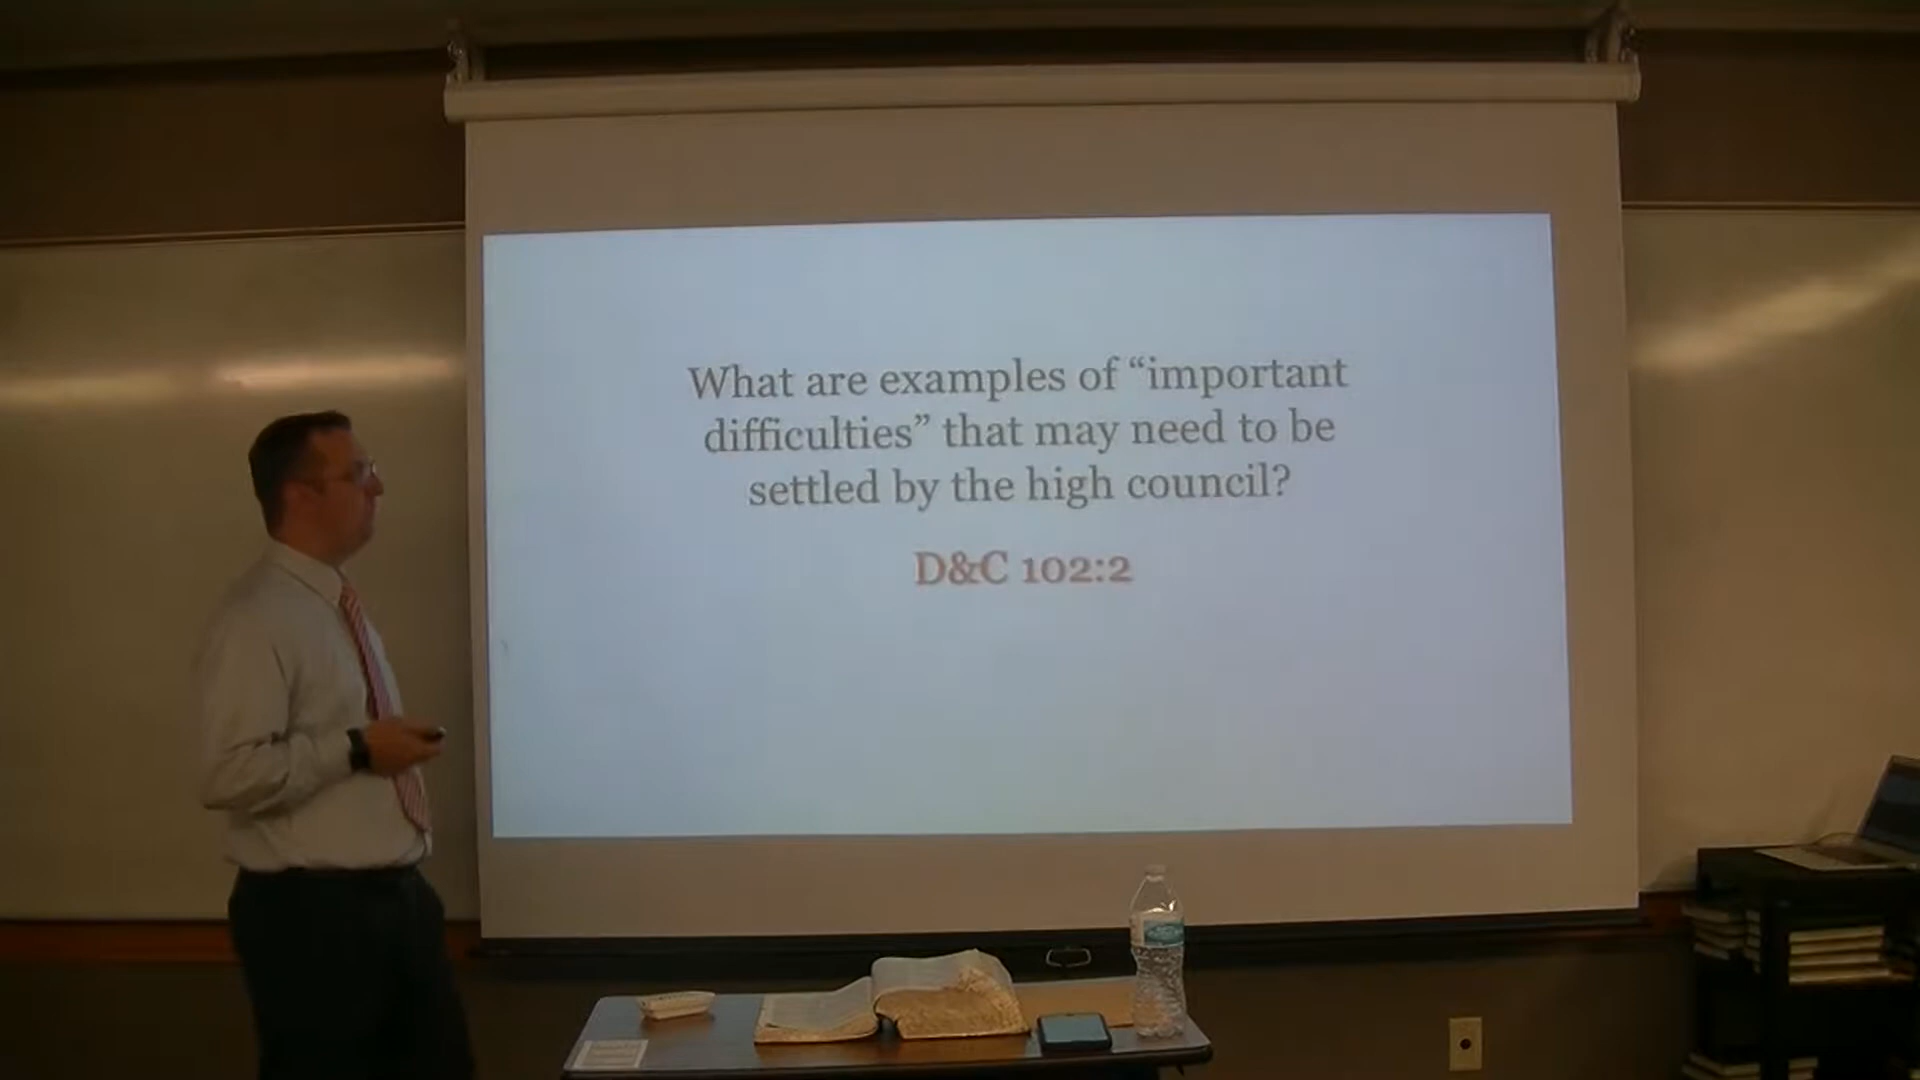 What are examples of “important
difficulties” that may need to be
settled by the high council?
D&C 102:2